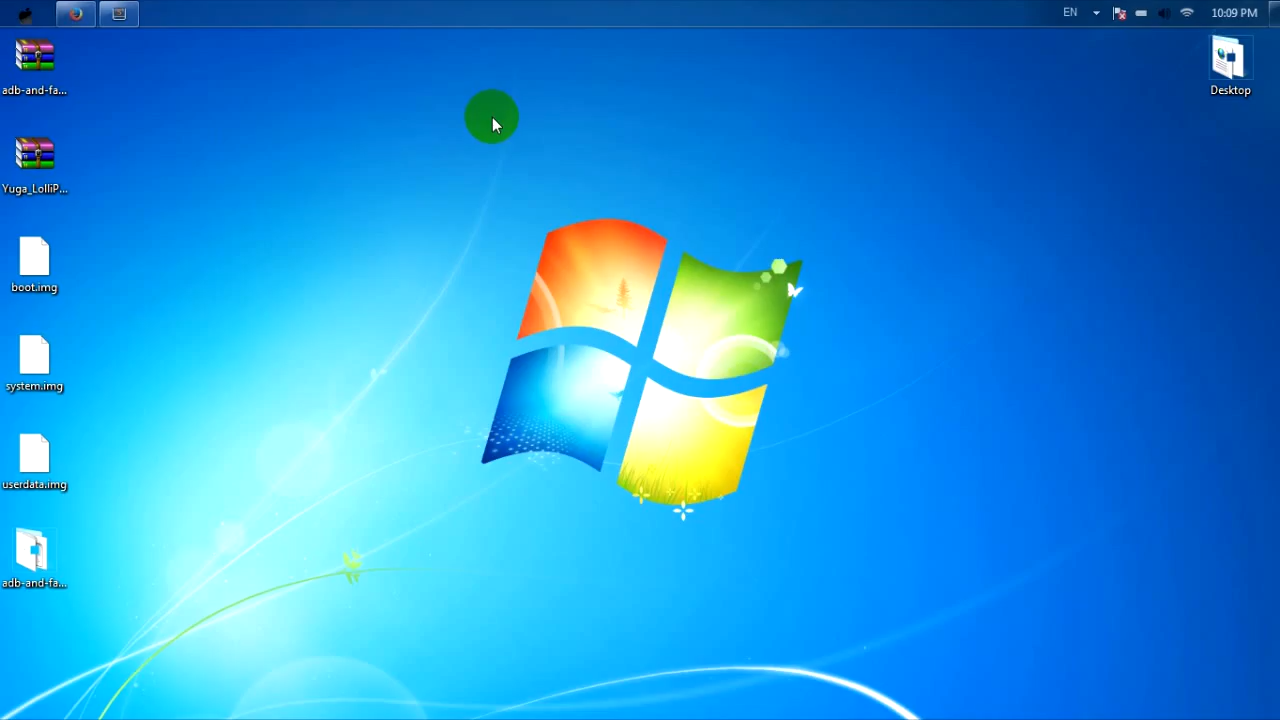 EN
10:09 PM
adb-and-fa...
Desktop
Yuga_LolliP...
boot.img
system.img
userdata.img
adb-and-fa...